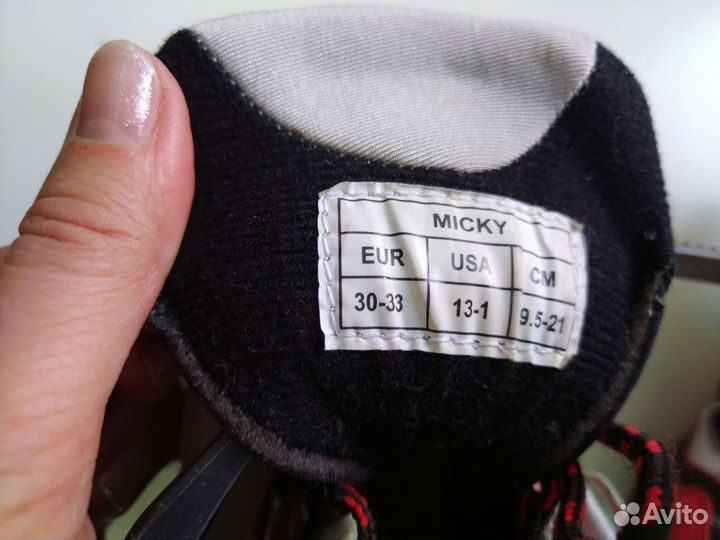 MICKY
EUR USA CM
30-33 13-1 9.5-21
Avito